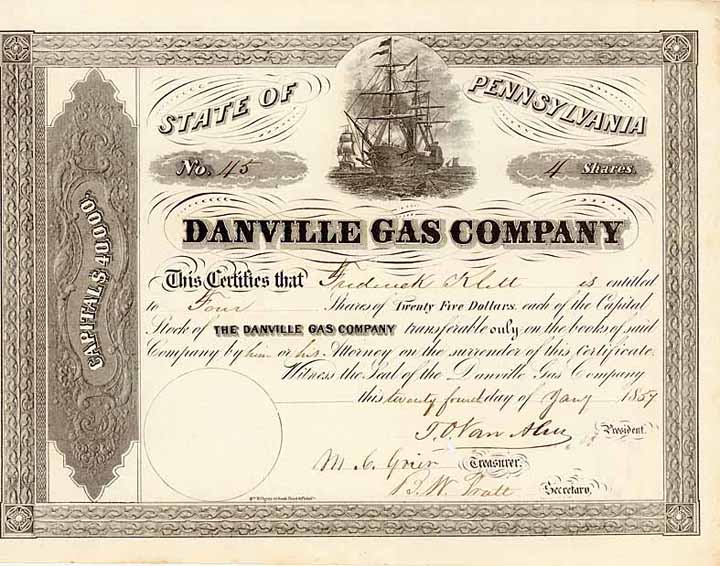 STATE OF PENNSYLVANIA
No. 45
4 Shares.
DANVILLE GAS COMPANY
CAPITAL $40,000.
This Certifies that Frederick Klett is entitled
to Four Shares of Twenty Five Dollars. each of the Capital
Stock of THE DANVILLE GAS COMPANY transferable only on the books of said
Company by him or his Attorney on the surrender of this Certificate.
Witness the Seal of the Danville Gas Company
this twenty day of Jany 1859
President.
M. C. Grier Treasurer.
Secretary.